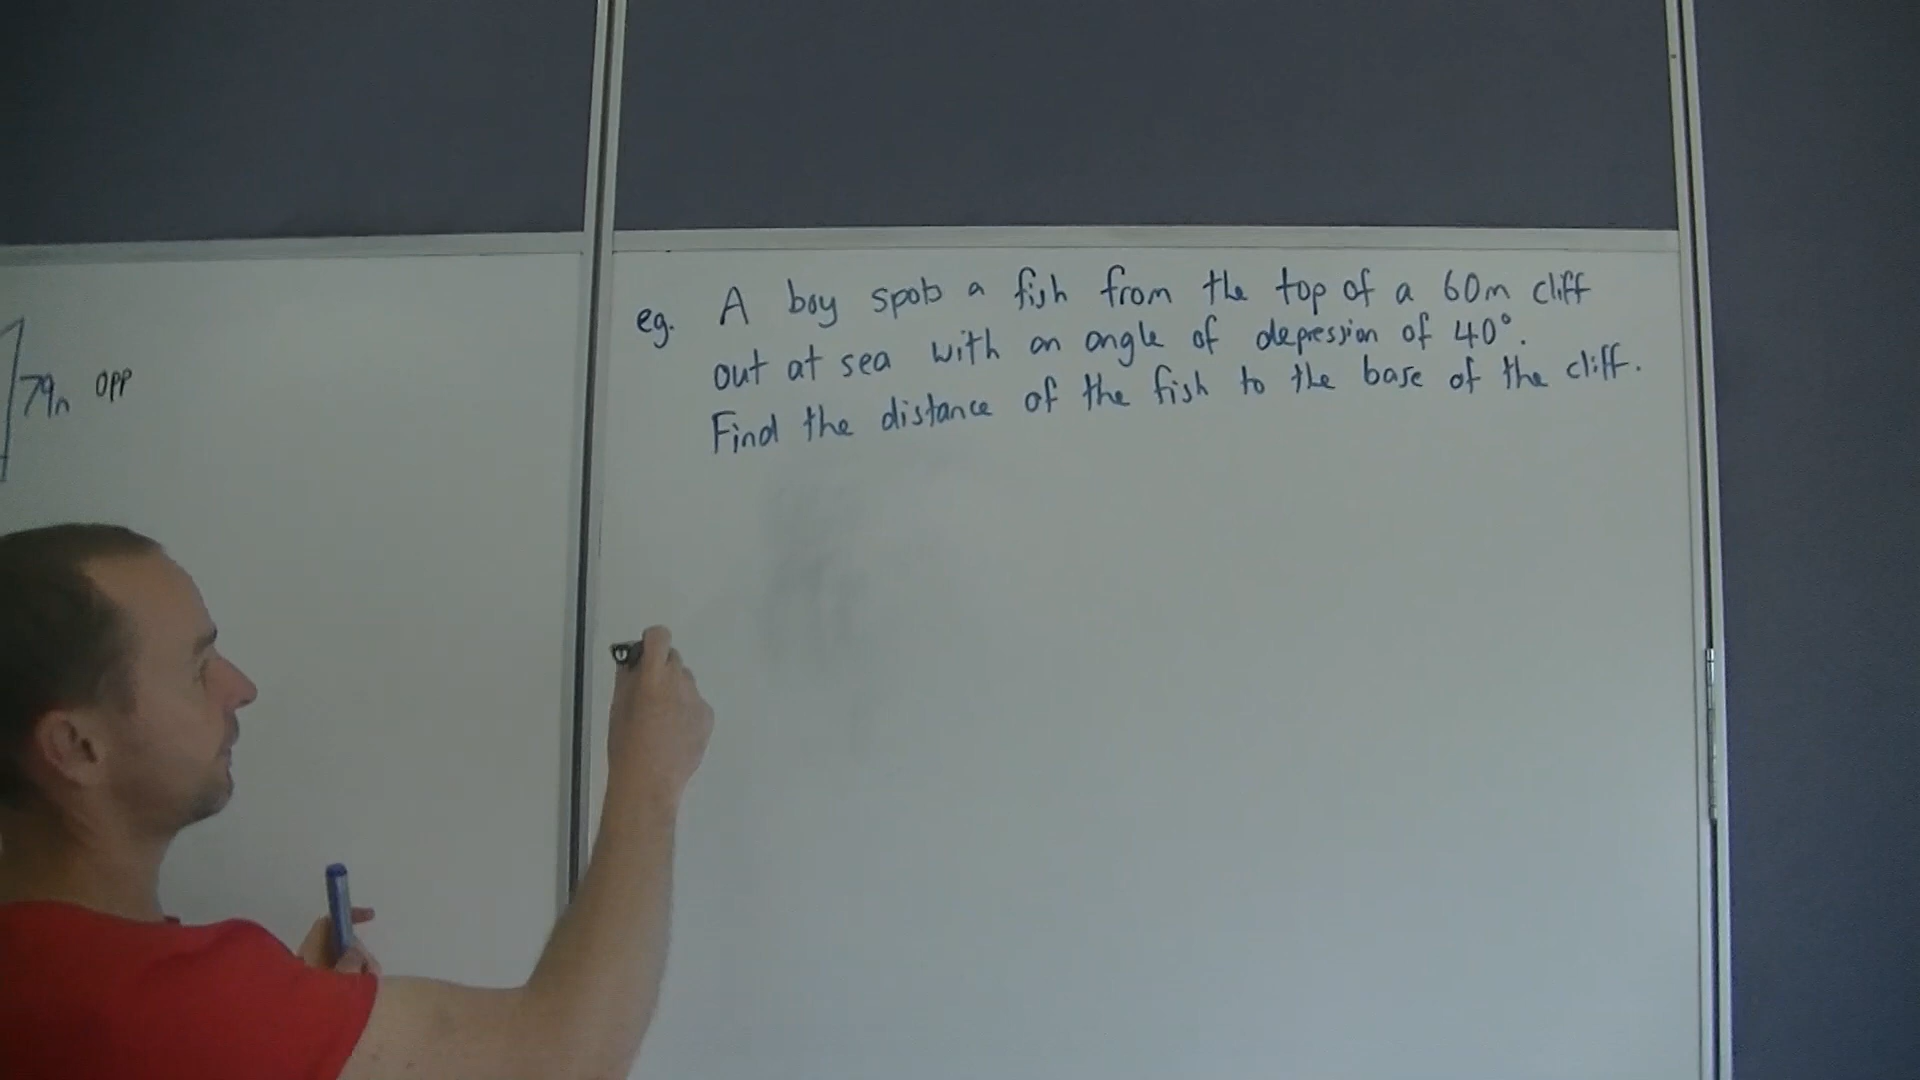 79m opp
eg. A boy spots a fish from the top of a 60m cliff
out at sea with an angle of depression of 40°.
Find the distance of the fish to the base of the cliff.